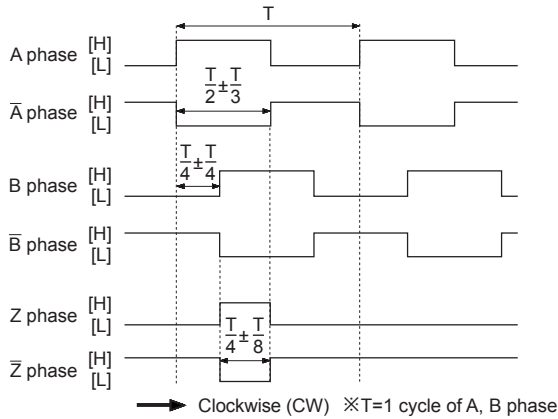 T
A phase [H]
[L]
T/2 ± T/3
A̅ phase [H]
[L]
T/4 ± T/4
B phase [H]
[L]
B̅ phase [H]
[L]
Z phase [H]
[L]
T/4 ± T/8
Z̅ phase [H]
[L]
Clockwise (CW) ※T=1 cycle of A, B phase